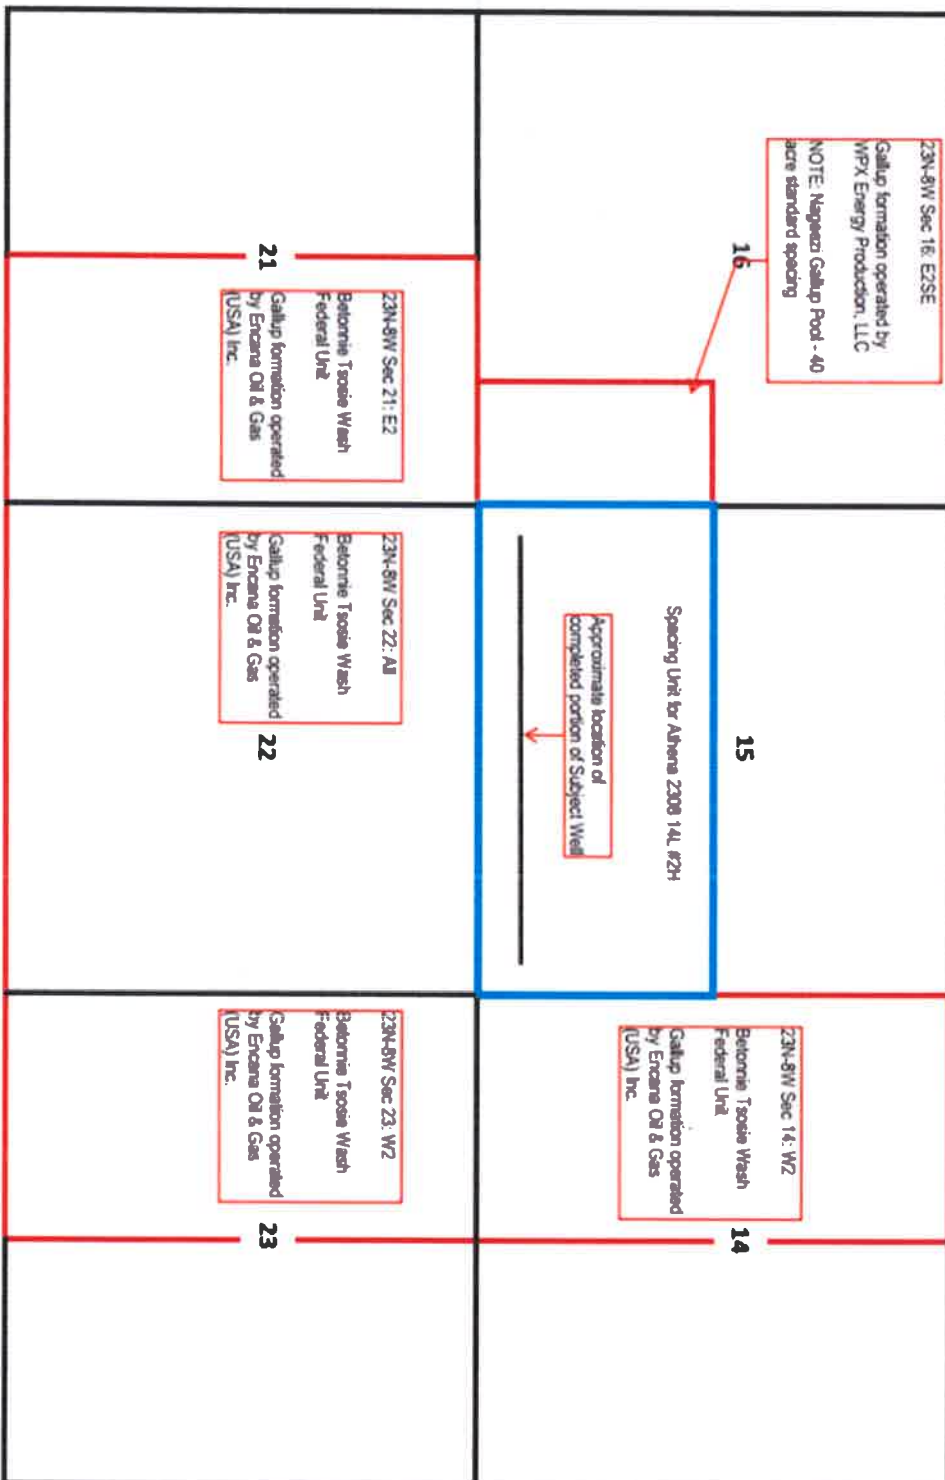 23N-8W Sec 16: E2SE
Gallup formation operated by
WPX Energy Production, LLC
NOTE: Nageezi Gallup Pool - 40
acre standard spacing
16
15
Spacing Unit for Athena 2308 14L #2H
Approximate location of
completed portion of Subject Well
23N-8W Sec 14: W2
Betonnie Tsosie Wash
Federal Unit
Gallup formation operated
by Encana Oil & Gas
(USA) Inc.
14
21
23N-8W Sec 21: E2
Betonnie Tsosie Wash
Federal Unit
Gallup formation operated
by Encana Oil & Gas
(USA) Inc.
23N-8W Sec 22: All
Betonnie Tsosie Wash
Federal Unit
Gallup formation operated
by Encana Oil & Gas
(USA) Inc.
22
23N-8W Sec 23: W2
Betonnie Tsosie Wash
Federal Unit
Gallup formation operated
by Encana Oil & Gas
(USA) Inc.
23